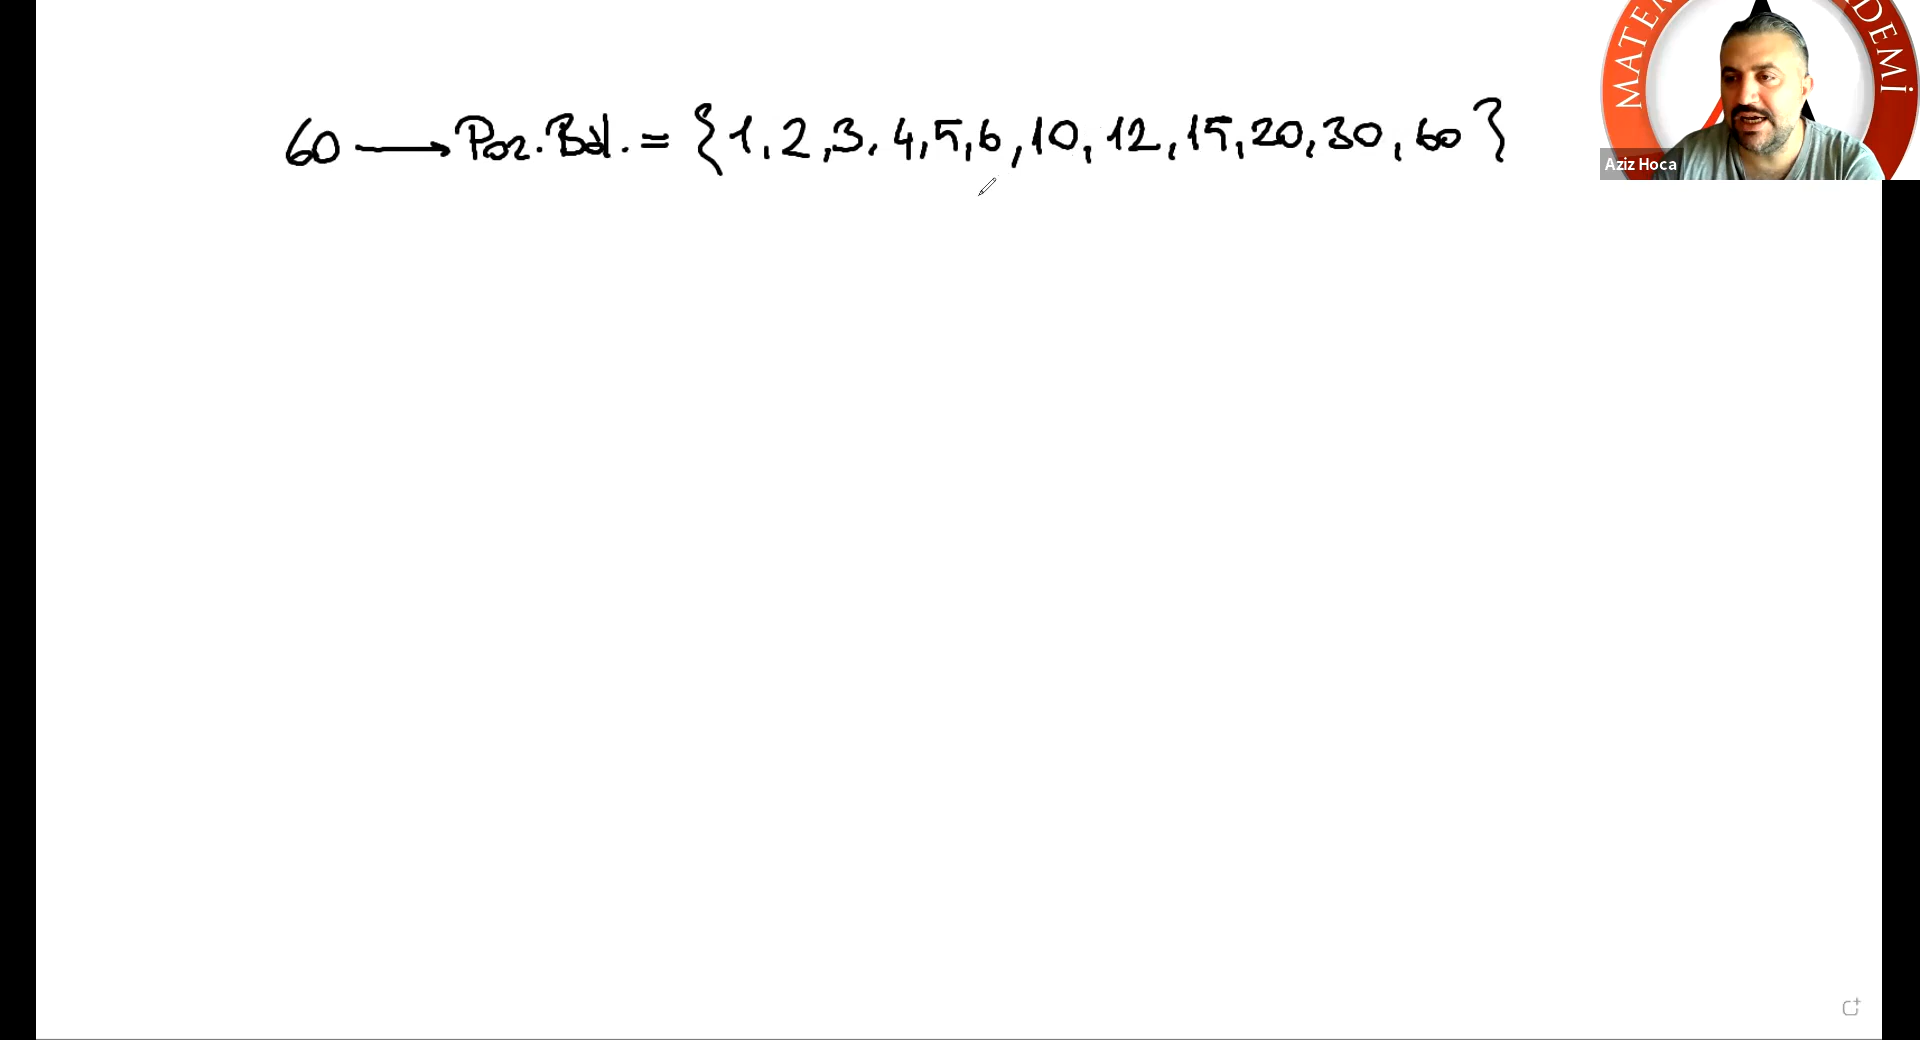 60 → Poz. Böl. = {1, 2, 3, 4, 5, 6, 10, 12, 15, 20, 30, 60}
Aziz Hoca